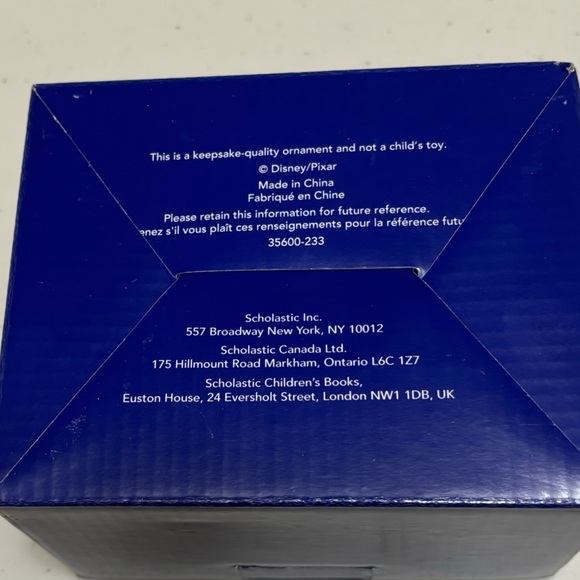 This is a keepsake-quality ornament and not a child's toy.
© Disney/Pixar
Made in China
Fabriqué en Chine
Please retain this information for future reference.
s'il vous plaît ces renseignements pour la référence
35600-233
Scholastic Inc.
557 Broadway New York, NY 10012
Scholastic Canada Ltd.
175 Hillmount Road Markham, Ontario L6C 1Z7
Scholastic Children's Books,
Euston House, 24 Eversholt Street, London NW1 1DB, UK